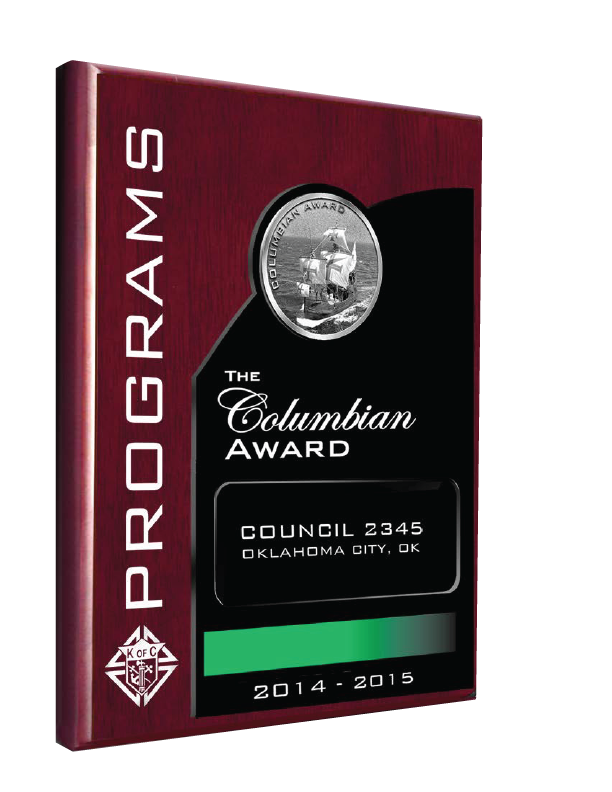 PROGRAMS
K OF C
COLUMBIAN AWARD
THE
Columbian
AWARD
COUNCIL 2345
OKLAHOMA CITY, OK
2014 - 2015